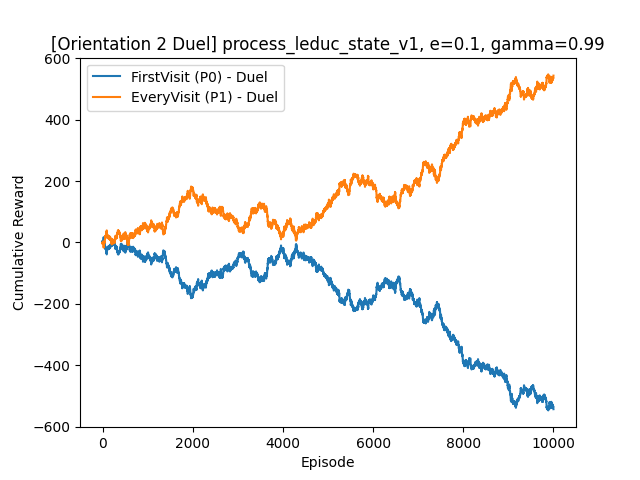 [Orientation 2 Duel] process_leduc_state_v1, e=0.1, gamma=0.99
FirstVisit (P0) - Duel
EveryVisit (P1) - Duel
600
400
200
0
−200
−400
−600
Cumulative Reward
0 2000 4000 6000 8000 10000
Episode